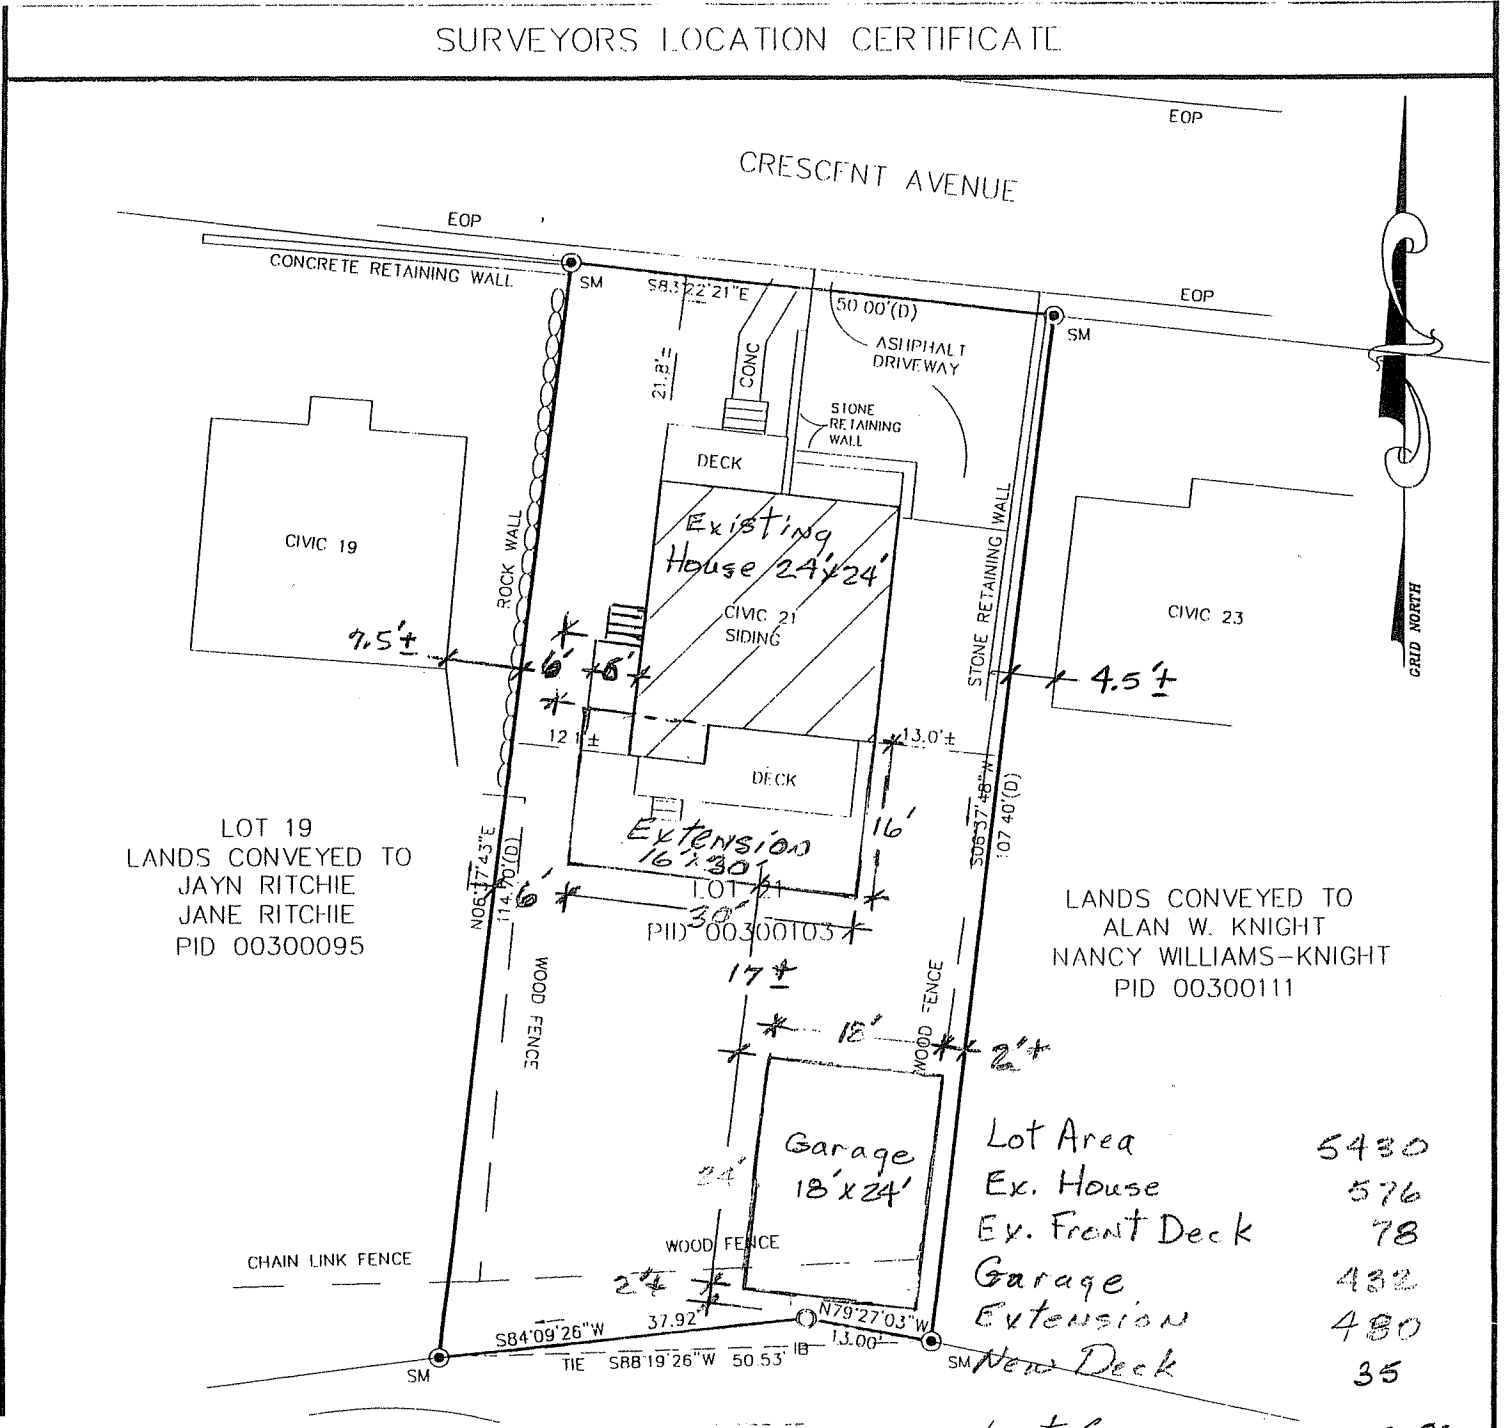 SURVEYORS LOCATION CERTIFICATE
EOP
CRESCENT AVENUE
EOP
CONCRETE RETAINING WALL
SM
S83°22'21"E
50.00'(D)
EOP
SM
ASHPHALT
DRIVEWAY
CONC
21.8'±
STONE
RETAINING
WALL
DECK
Existing
House 24'x24'
CIVIC 21
SIDING
CIVIC 19
ROCK WALL
STONE RETAINING WALL
CIVIC 23
GRID NORTH
7.5'±
6'
6'
4.5'±
12.1'±
13.0'±
DECK
16'
Extension
16'x30'
LOT 21
30'
PID 00300103
6'
N06°37'43"E
114.70'(D)
S06°37'48"W
107.40'(D)
LOT 19
LANDS CONVEYED TO
JAYN RITCHIE
JANE RITCHIE
PID 00300095
LANDS CONVEYED TO
ALAN W. KNIGHT
NANCY WILLIAMS-KNIGHT
PID 00300111
17'±
WOOD FENCE
WOOD FENCE
18'
2'±
Garage
18'x24'
24'
WOOD FENCE
CHAIN LINK FENCE
2'±
S84°09'26"W
37.92'
N79°27'03"W
13.00'
IB
TIE S88°19'26"W 50.53'
SM
SM
Lot Area 5430
Ex. House 576
Ex. Front Deck 78
Garage 432
Extension 480
New Deck 35